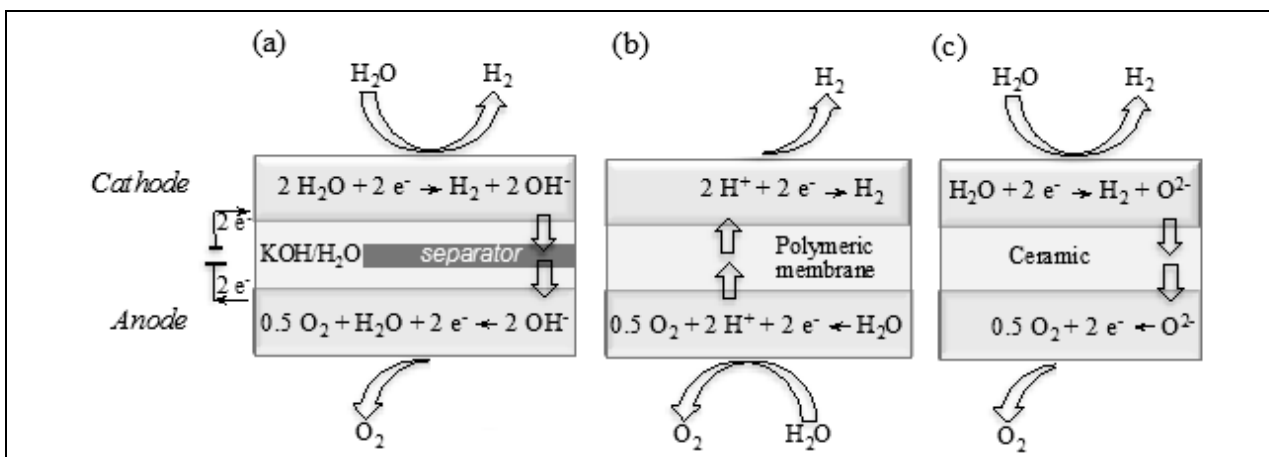 (a) (b) (c)
H₂O H₂ H₂ H₂O H₂
Cathode 2 H₂O + 2 e⁻ → H₂ + 2 OH⁻ 2 H⁺ + 2 e⁻ → H₂ H₂O + 2 e⁻ → H₂ + O²⁻
2 e⁻
KOH/H₂O separator Polymeric membrane Ceramic
2 e⁻
Anode 0.5 O₂ + H₂O + 2 e⁻ ← 2 OH⁻ 0.5 O₂ + 2 H⁺ + 2 e⁻ ← H₂O 0.5 O₂ + 2 e⁻ ← O²⁻
O₂ O₂ H₂O O₂